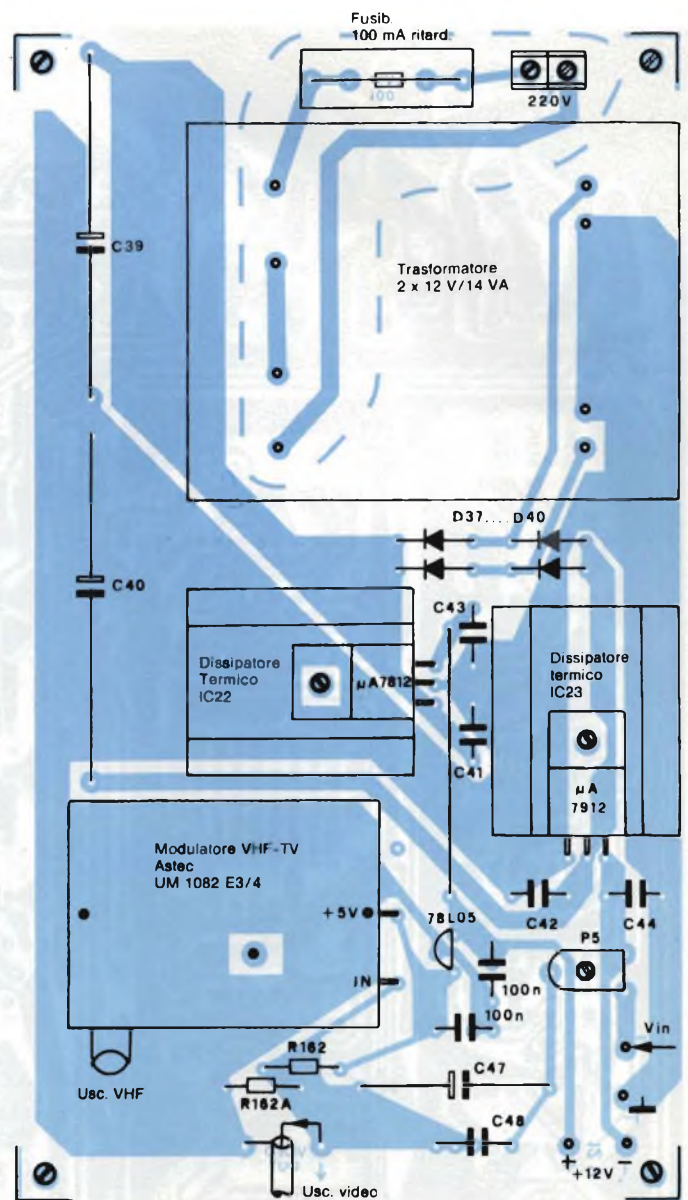 Fusib.
100 mA ritard.
220V
C39
Trasformatore
2 x 12 V/14 VA
D37....D40
C40
C43
Dissipatore
Termico
IC22
µA7812
Dissipatore
termico
IC23
C41
µA
7912
Modulatore VHF-TV
Astec
UM 1082 E3/4
+5V
78L05
C42
C44
P5
IN
100n
100n
Vin
R162
C47
R162A
Usc. VHF
C48
+
+12V
-
Usc. video